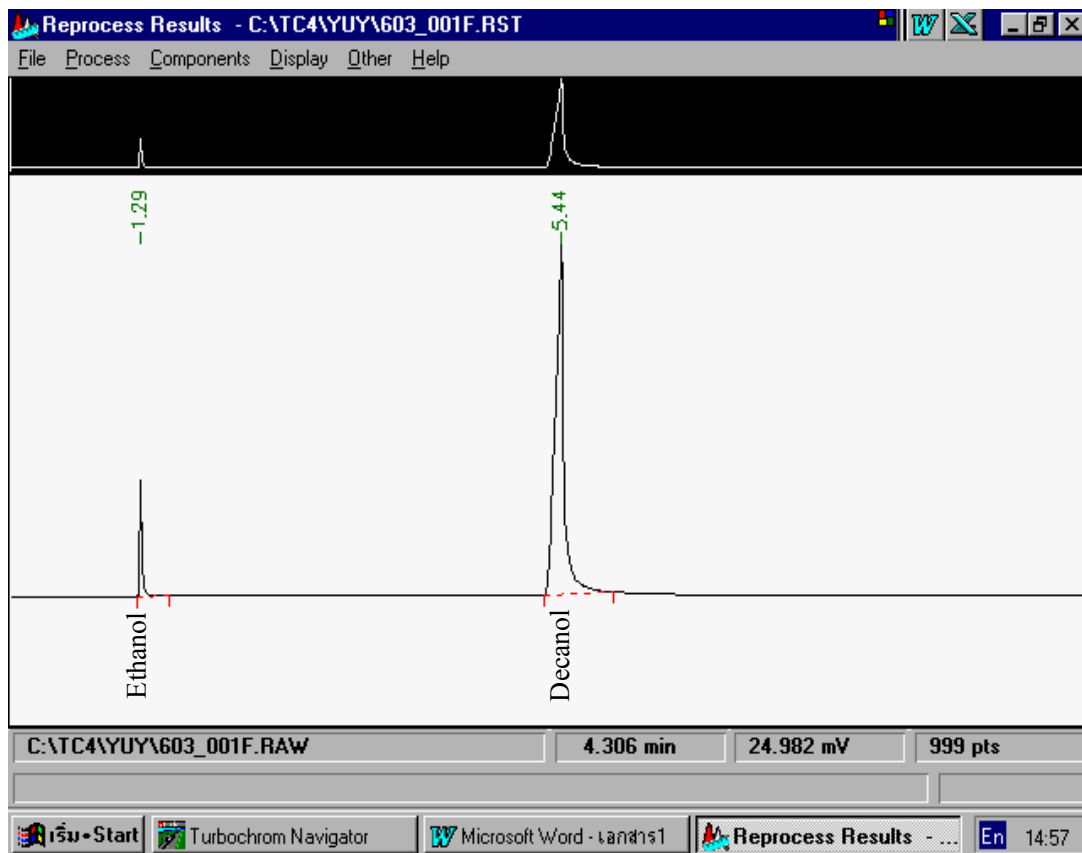 Reprocess Results - C:\TC4\YUY\603_001F.RST
File Process Components Display Other Help
-1.29
-5.44
Ethanol
Decanol
C:\TC4\YUY\603_001F.RAW 4.306 min 24.982 mV 999 pts
เริ่ม•Start Turbochrom Navigator Microsoft Word - เอกสาร1 Reprocess Results - ... En 14:57